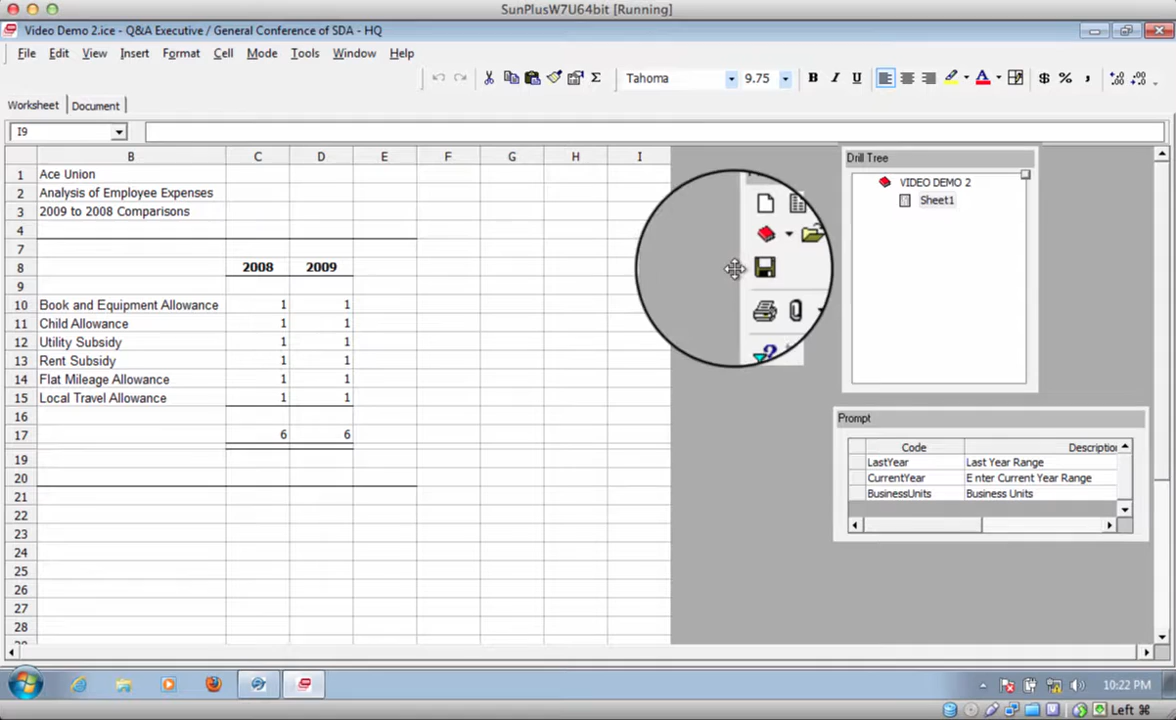 SunPlusW7U64bit [Running]
Video Demo 2.ice - Q&A Executive / General Conference of SDA - HQ
File Edit View Insert Format Cell Mode Tools Window Help
Tahoma 9.75 B I U A $ % ,
Worksheet Document
I9
B C D E F G H I
1 Ace Union
2 Analysis of Employee Expenses
3 2009 to 2008 Comparisons
4
7
8 2008 2009
9
10 Book and Equipment Allowance 1 1
11 Child Allowance 1 1
12 Utility Subsidy 1 1
13 Rent Subsidy 1 1
14 Flat Mileage Allowance 1 1
15 Local Travel Allowance 1 1
16
17 6 6
19
20
21
22
23
24
25
26
27
28
Drill Tree
VIDEO DEMO 2
Sheet1
Prompt
Code Description
LastYear Last Year Range
CurrentYear Enter Current Year Range
BusinessUnits Business Units
10:22 PM
Left ⌘